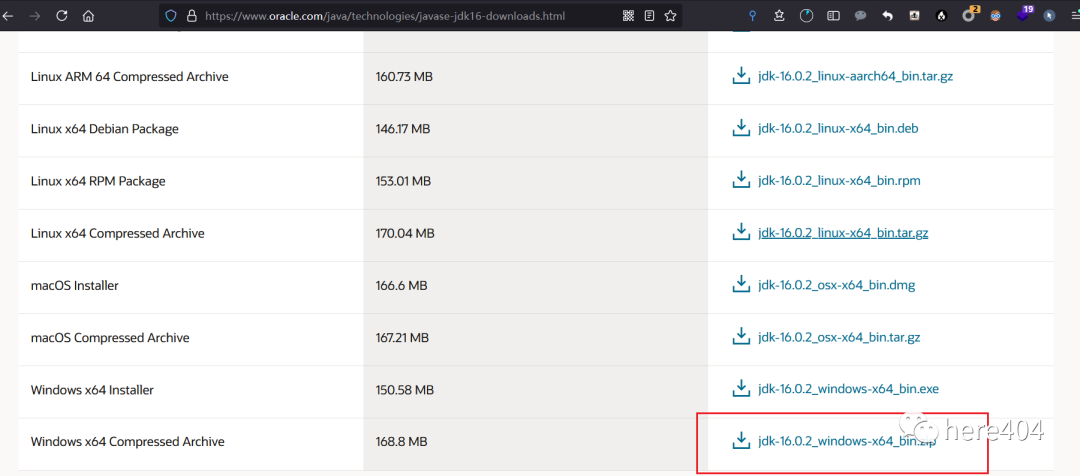 https://www.oracle.com/java/technologies/javase-jdk16-downloads.html
2
19
Linux ARM 64 Compressed Archive 160.73 MB jdk-16.0.2_linux-aarch64_bin.tar.gz
Linux x64 Debian Package 146.17 MB jdk-16.0.2_linux-x64_bin.deb
Linux x64 RPM Package 153.01 MB jdk-16.0.2_linux-x64_bin.rpm
Linux x64 Compressed Archive 170.04 MB jdk-16.0.2_linux-x64_bin.tar.gz
macOS Installer 166.6 MB jdk-16.0.2_osx-x64_bin.dmg
macOS Compressed Archive 167.21 MB jdk-16.0.2_osx-x64_bin.tar.gz
Windows x64 Installer 150.58 MB jdk-16.0.2_windows-x64_bin.exe
Windows x64 Compressed Archive 168.8 MB jdk-16.0.2_windows-x64_bin.zip
here404